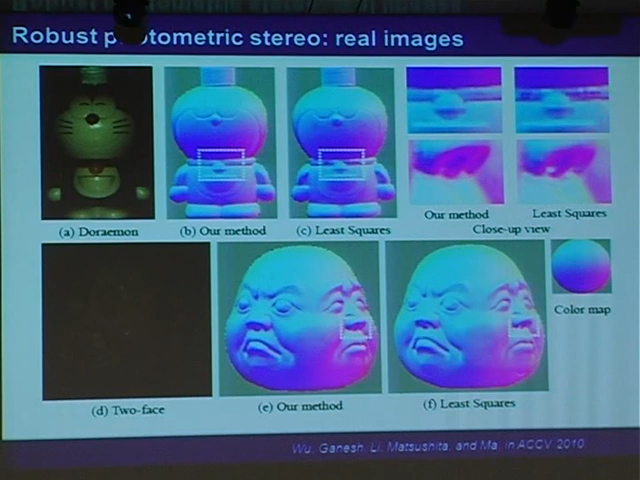 Robust photometric stereo: real images
(a) Doraemon
(b) Our method
(c) Least Squares
Our method
Least Squares
Close-up view
Color map
(d) Two-face
(e) Our method
(f) Least Squares
Wu, Ganesh, Li, Matsushita, and Ma, in ACCV 2010.